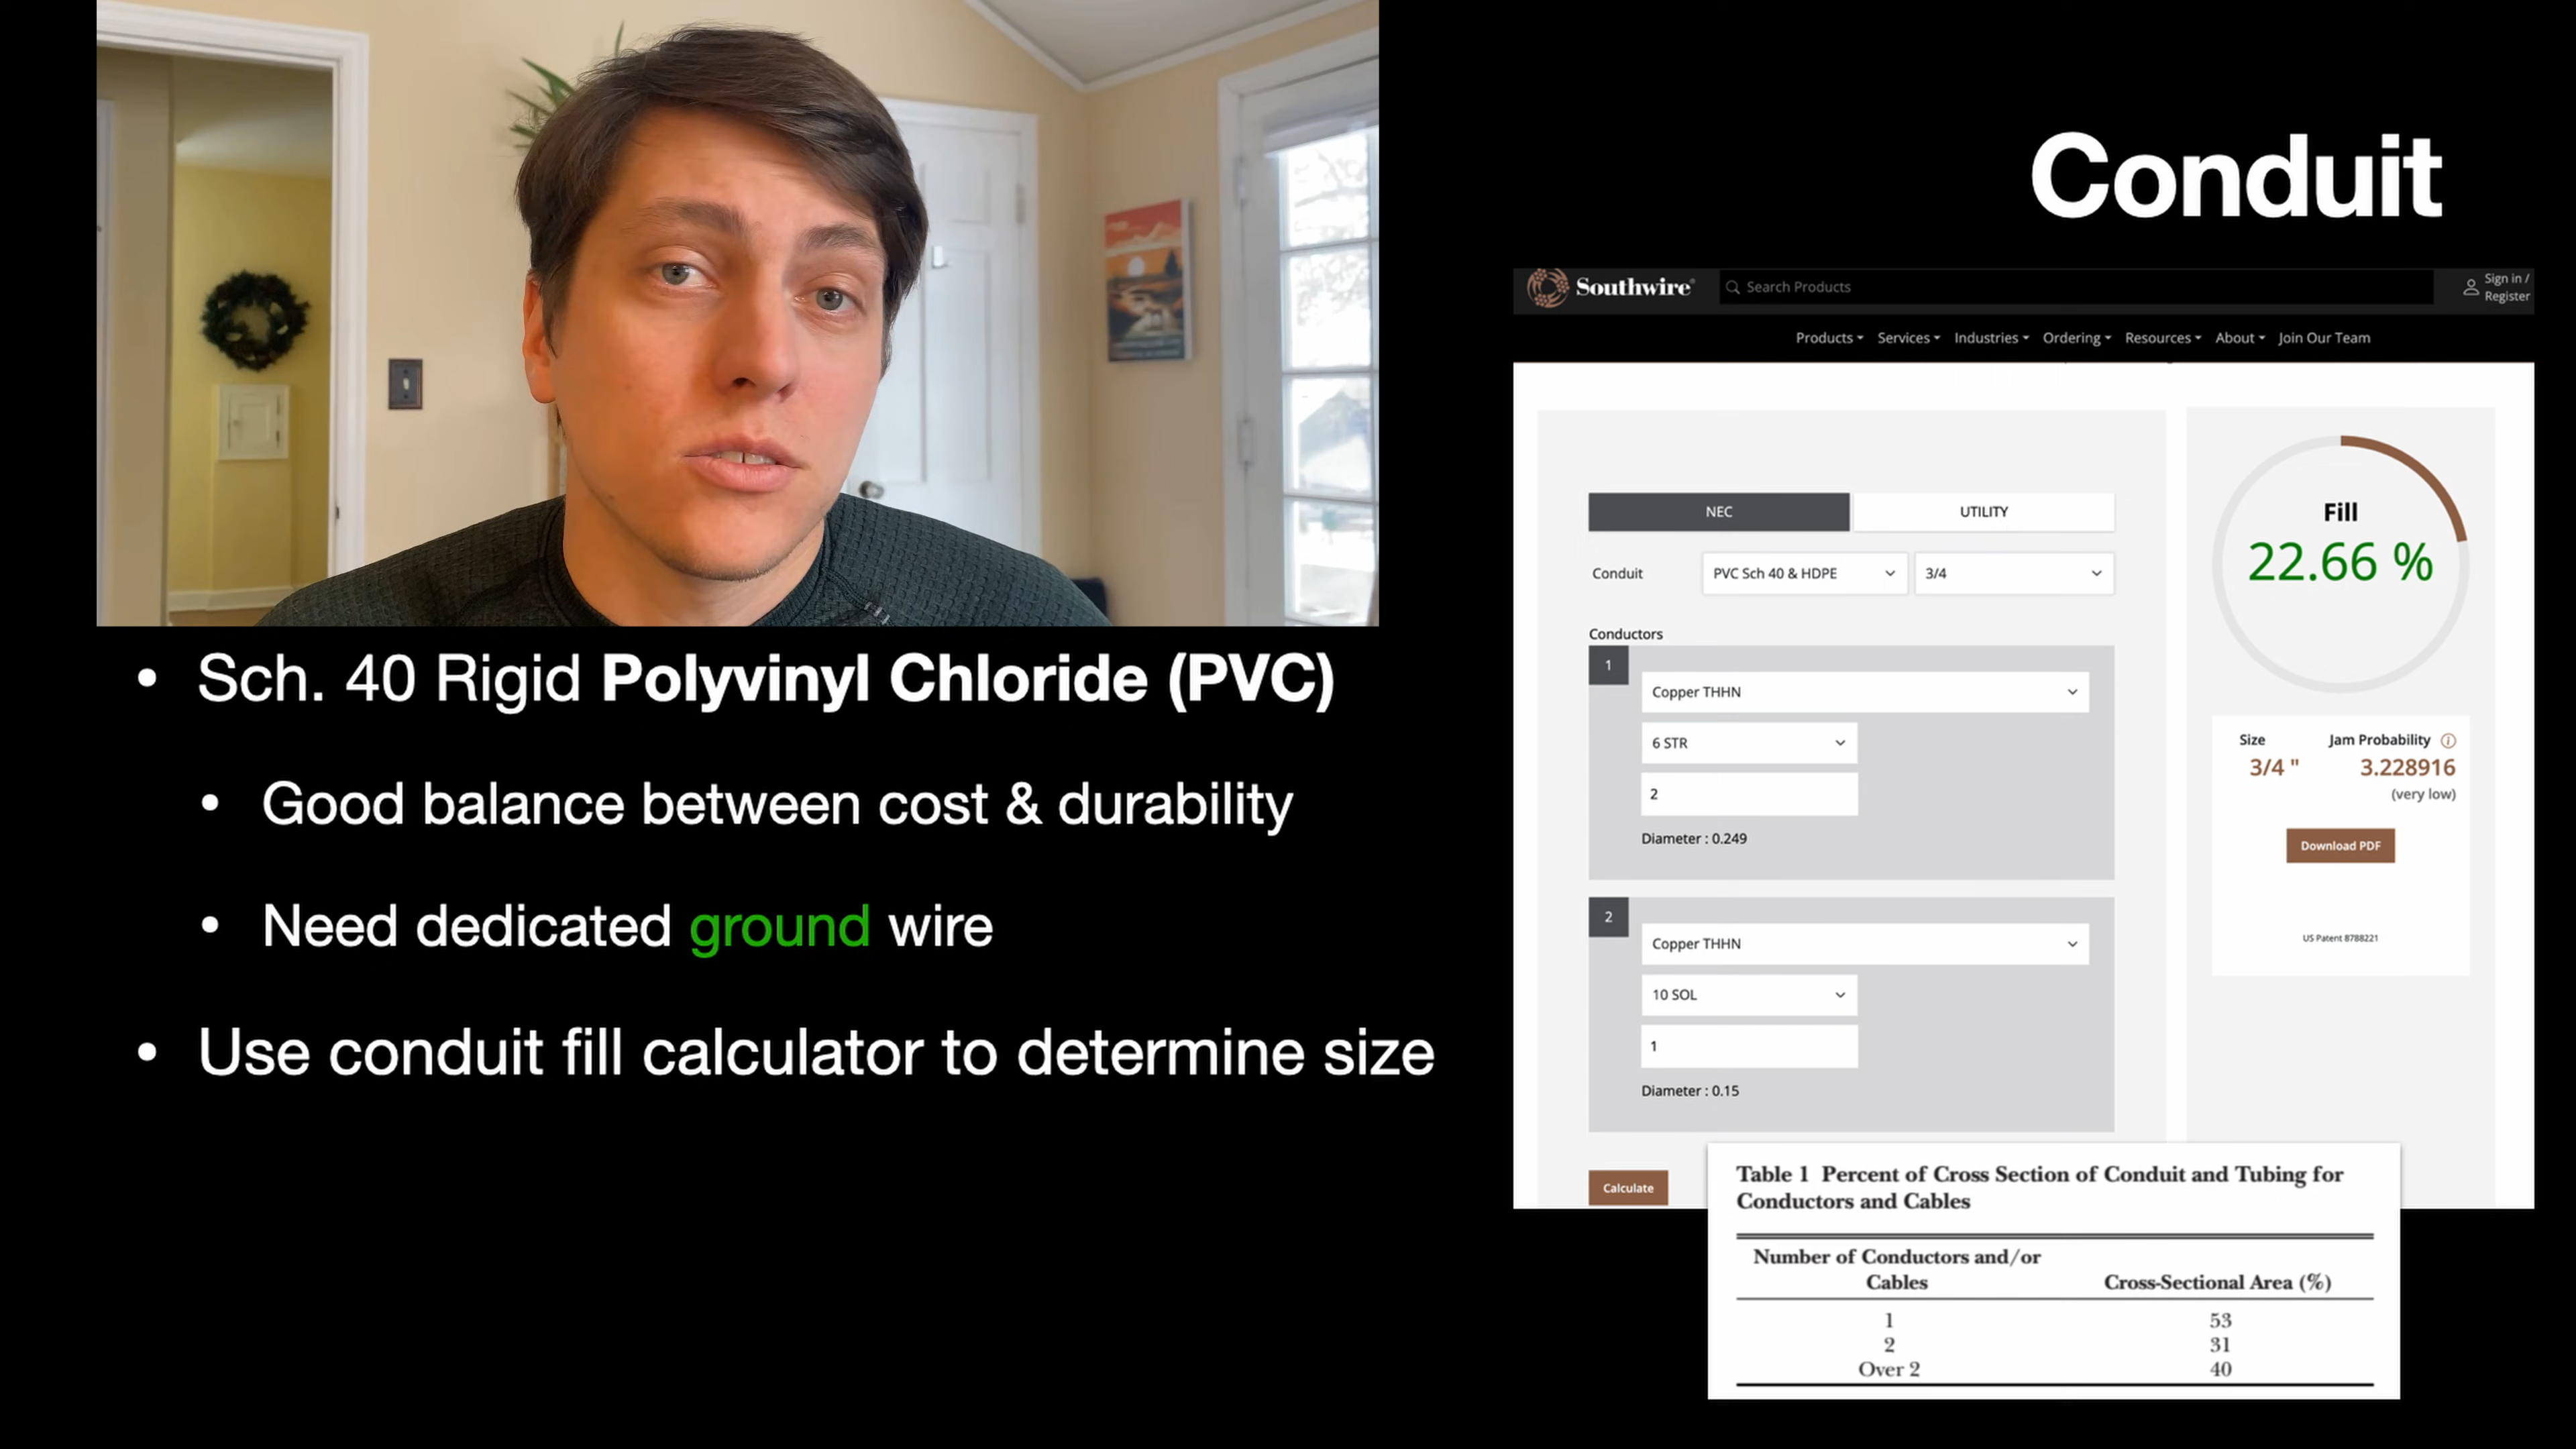 Conduit
• Sch. 40 Rigid Polyvinyl Chloride (PVC)
• Good balance between cost & durability
• Need dedicated ground wire
• Use conduit fill calculator to determine size
Southwire®
Search Products
Sign in /
Register
Products Services Industries Ordering Resources About Join Our Team
NEC UTILITY
Conduit PVC Sch 40 & HDPE 3/4
Conductors
1
Copper THHN
6 STR
2
Diameter : 0.249
2
Copper THHN
10 SOL
1
Diameter : 0.15
Calculate
Fill
22.66 %
Size Jam Probability
3/4 " 3.228916
(very low)
Download PDF
US Patent 8788221
Table 1 Percent of Cross Section of Conduit and Tubing for
Conductors and Cables
Number of Conductors and/or
Cables Cross-Sectional Area (%)
1 53
2 31
Over 2 40